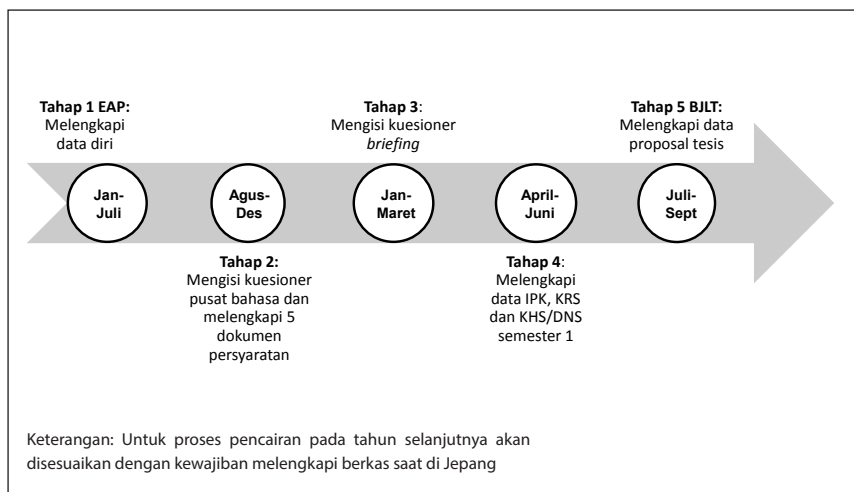 Tahap 1 EAP:
Melengkapi
data diri
Jan-
Juli
Agus-
Des
Tahap 2:
Mengisi kuesioner
pusat bahasa dan
melengkapi 5
dokumen
persyaratan
Tahap 3:
Mengisi kuesioner
briefing
Jan-
Maret
April-
Juni
Tahap 4:
Melengkapi
data IPK, KRS
dan KHS/DNS
semester 1
Tahap 5 BJLT:
Melengkapi data
proposal tesis
Juli-
Sept
Keterangan: Untuk proses pencairan pada tahun selanjutnya akan
disesuaikan dengan kewajiban melengkapi berkas saat di Jepang